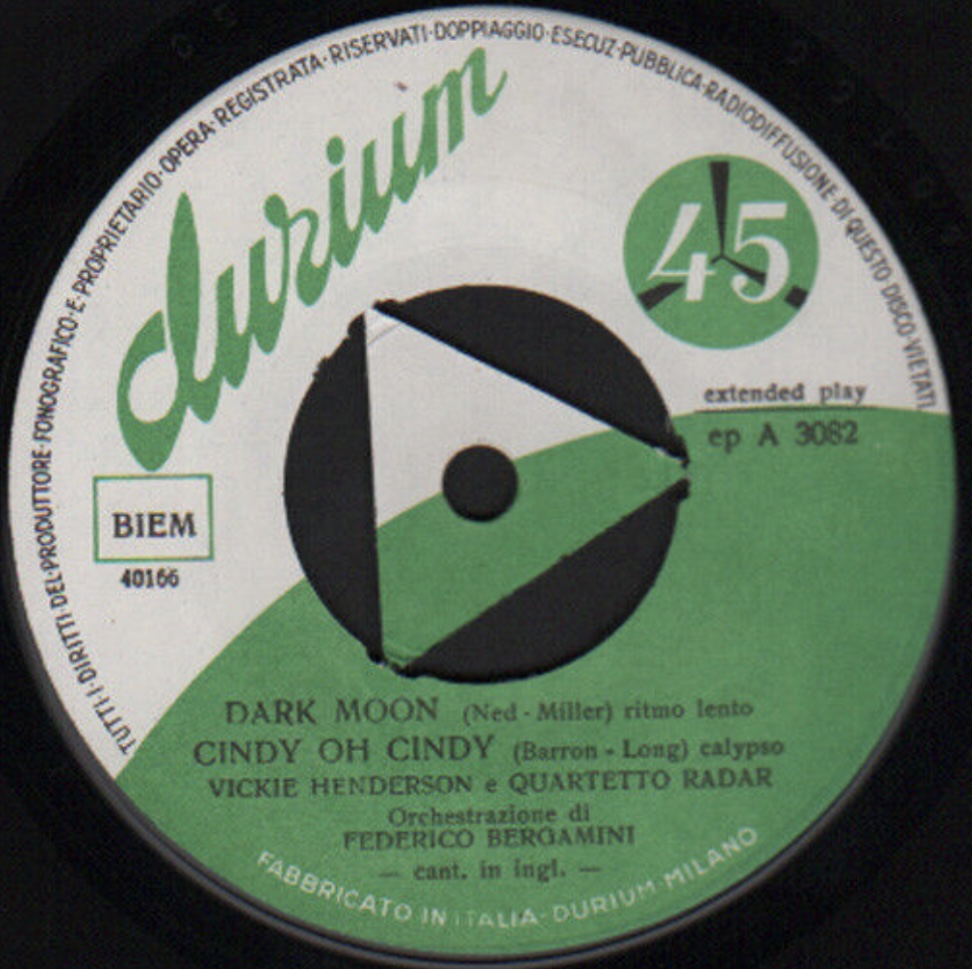 TUTTI·I·DIRITTI·DEL·PRODUTTORE·FONOGRAFICO·E·PROPRIETARIO·OPERA·REGISTRATA·RISERVATI·DOPPIAGGIO·ESECUZ·PUBBLICA·RADIODIFFUSIONE·DI·QUESTO·DISCO·VIETATI
durium
45
extended play
ep A 3082
BIEM
40166
DARK MOON (Ned - Miller) ritmo lento
CINDY OH CINDY (Barron - Long) calypso
VICKIE HENDERSON e QUARTETTO RADAR
Orchestrazione di
FEDERICO BERGAMINI
— cant. in ingl. —
FABBRICATO IN ITALIA - DURIUM - MILANO